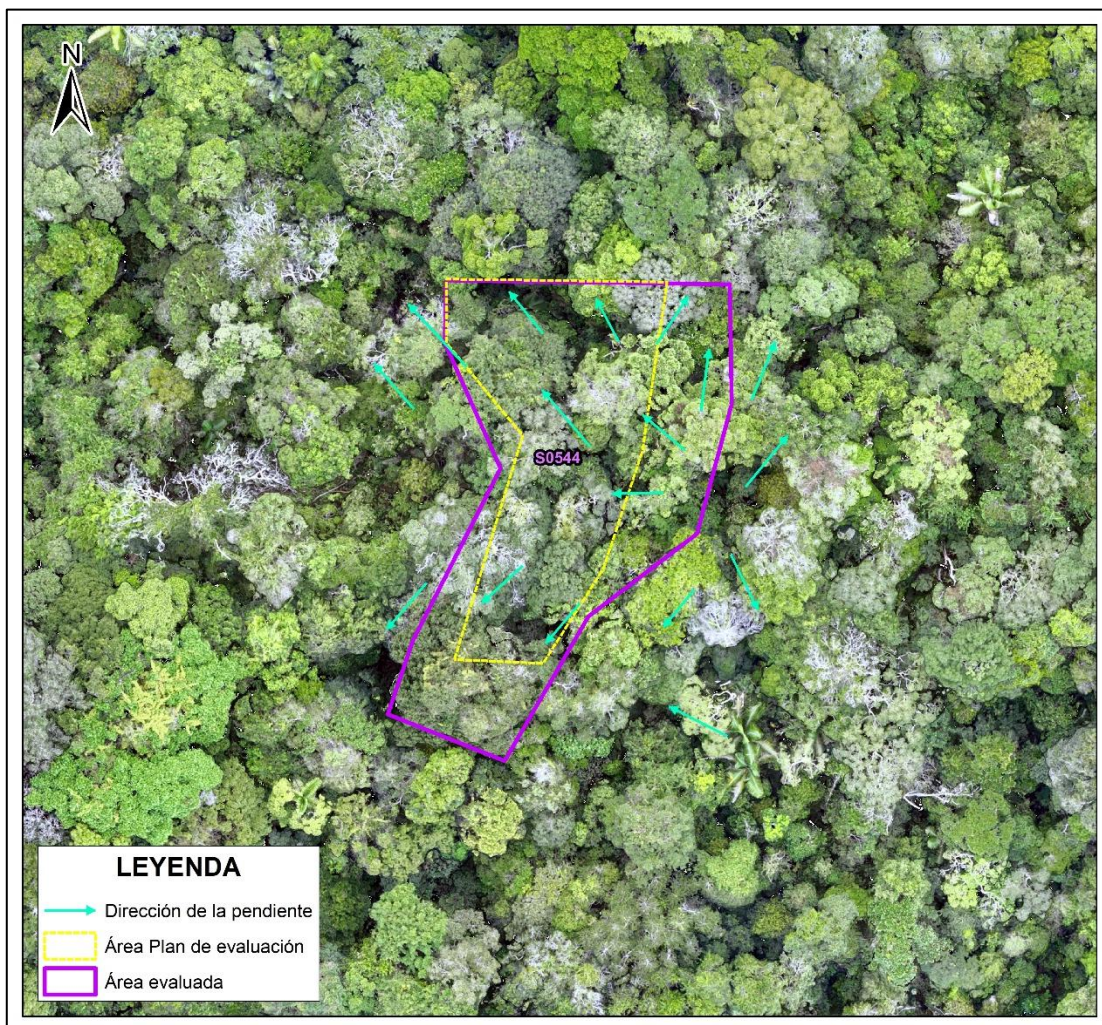 N
S0544
LEYENDA
Dirección de la pendiente
Área Plan de evaluación
Área evaluada